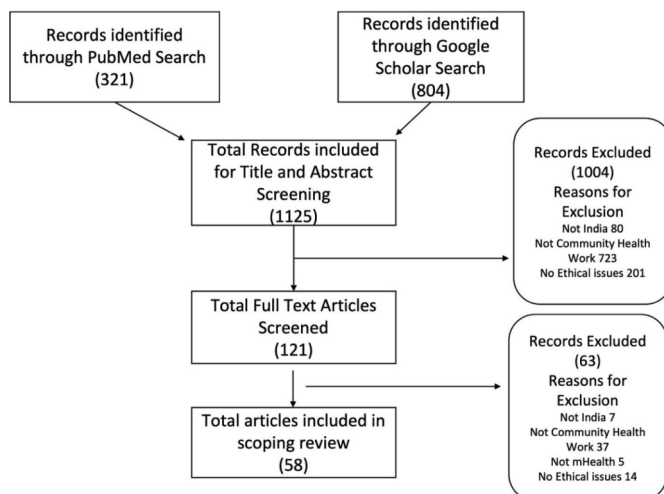 Records identified
through PubMed Search
(321)
Records identified
through Google
Scholar Search
(804)
Total Records included
for Title and Abstract
Screening
(1125)
Records Excluded
(1004)
Reasons for
Exclusion
Not India 80
Not Community Health
Work 723
No Ethical issues 201
Total Full Text Articles
Screened
(121)
Records Excluded
(63)
Reasons for
Exclusion
Not India 7
Not Community Health
Work 37
Not mHealth 5
No Ethical issues 14
Total articles included in
scoping review
(58)